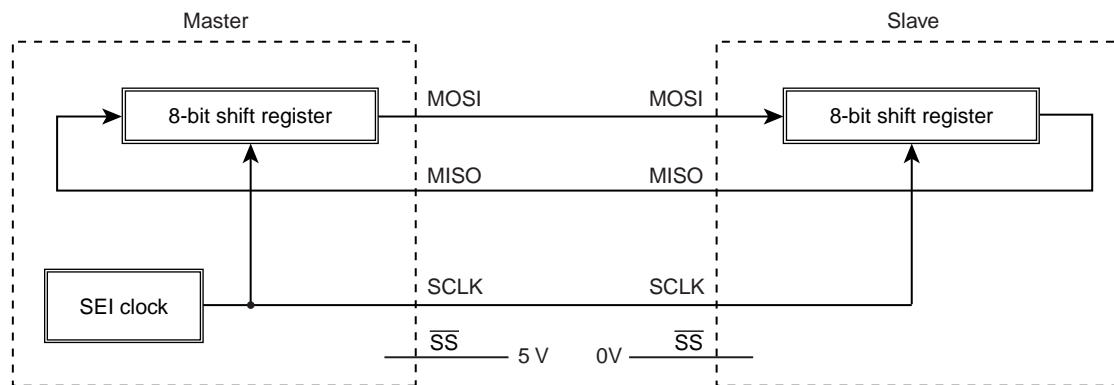 Master Slave
8-bit shift register MOSI MOSI 8-bit shift register
MISO MISO
SEI clock SCLK SCLK
SS 5 V 0V SS